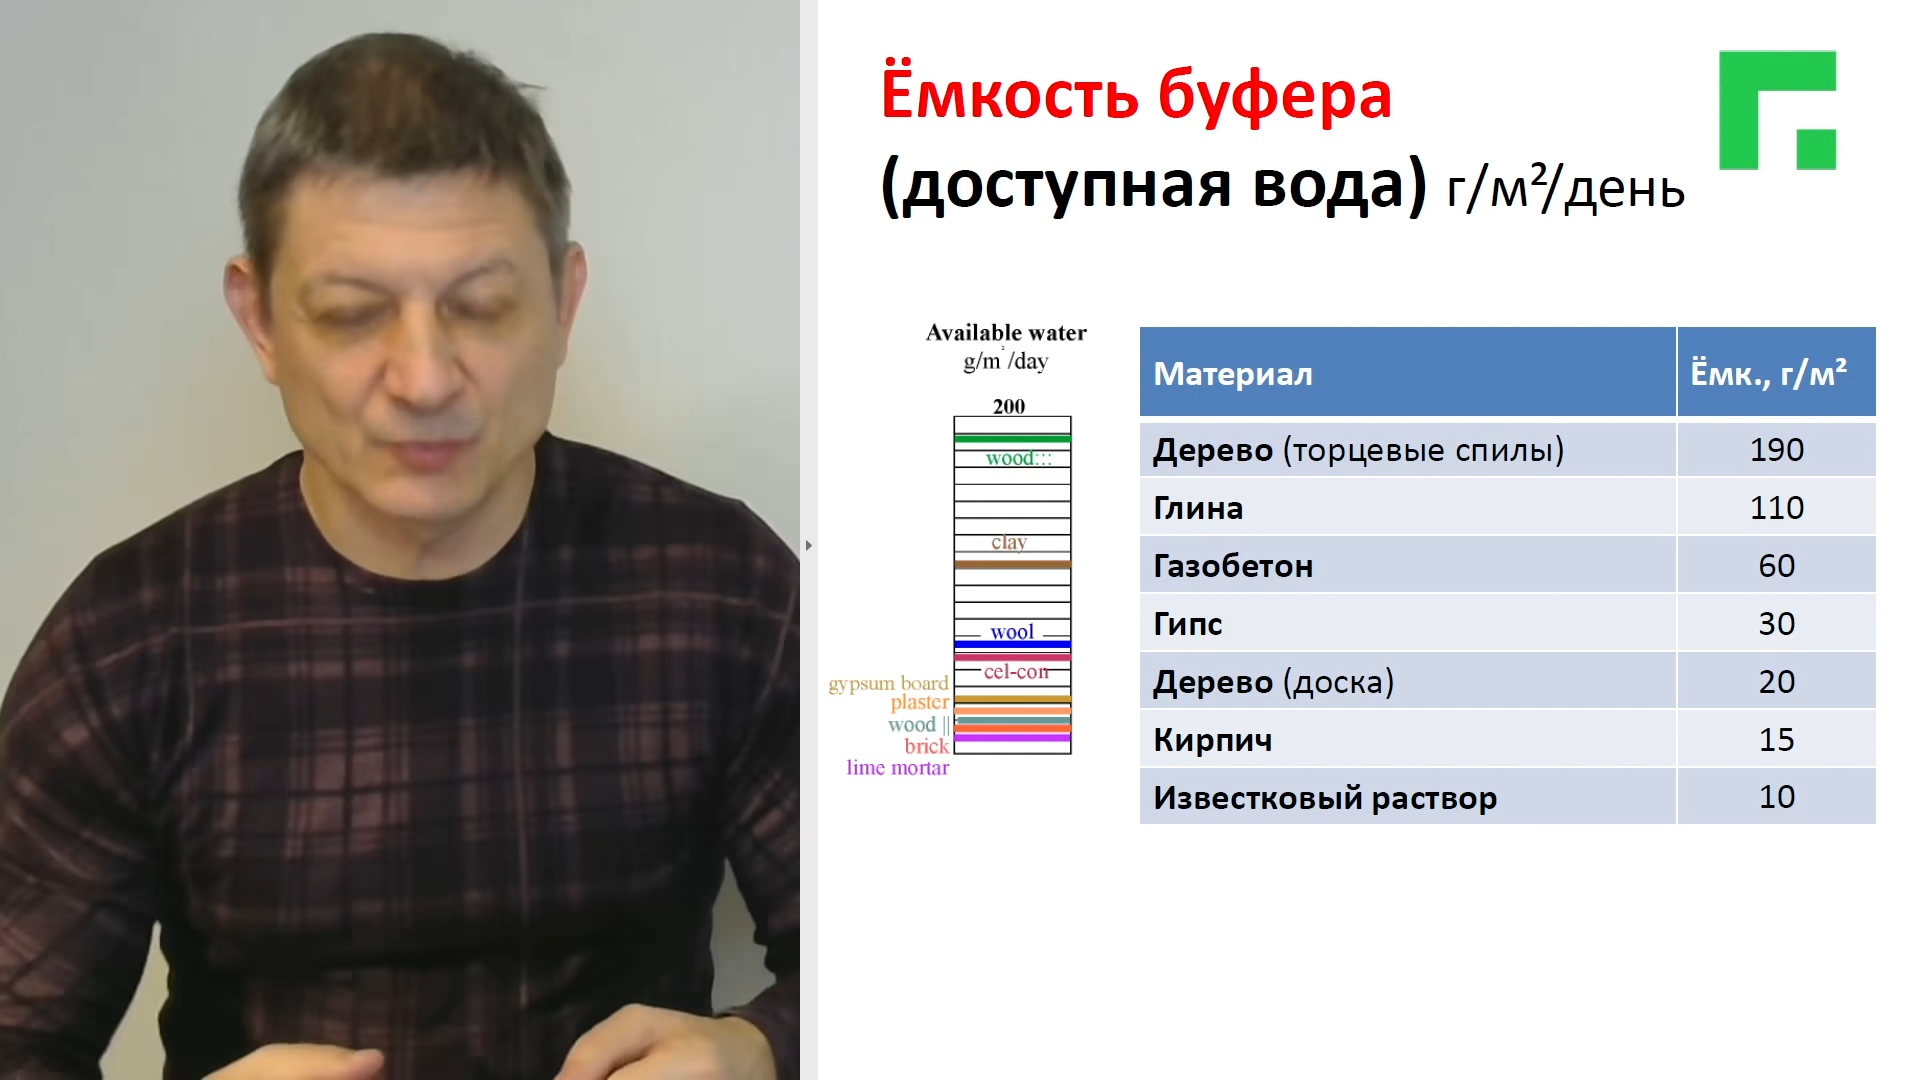 Ёмкость буфера
(доступная вода) г/м²/день
Available water
g/m²/day
200
wood:::
clay
wool
cel-con
gypsum board
plaster
wood ||
brick
lime mortar
Материал Ёмк., г/м²
Дерево (торцевые спилы) 190
Глина 110
Газобетон 60
Гипс 30
Дерево (доска) 20
Кирпич 15
Известковый раствор 10